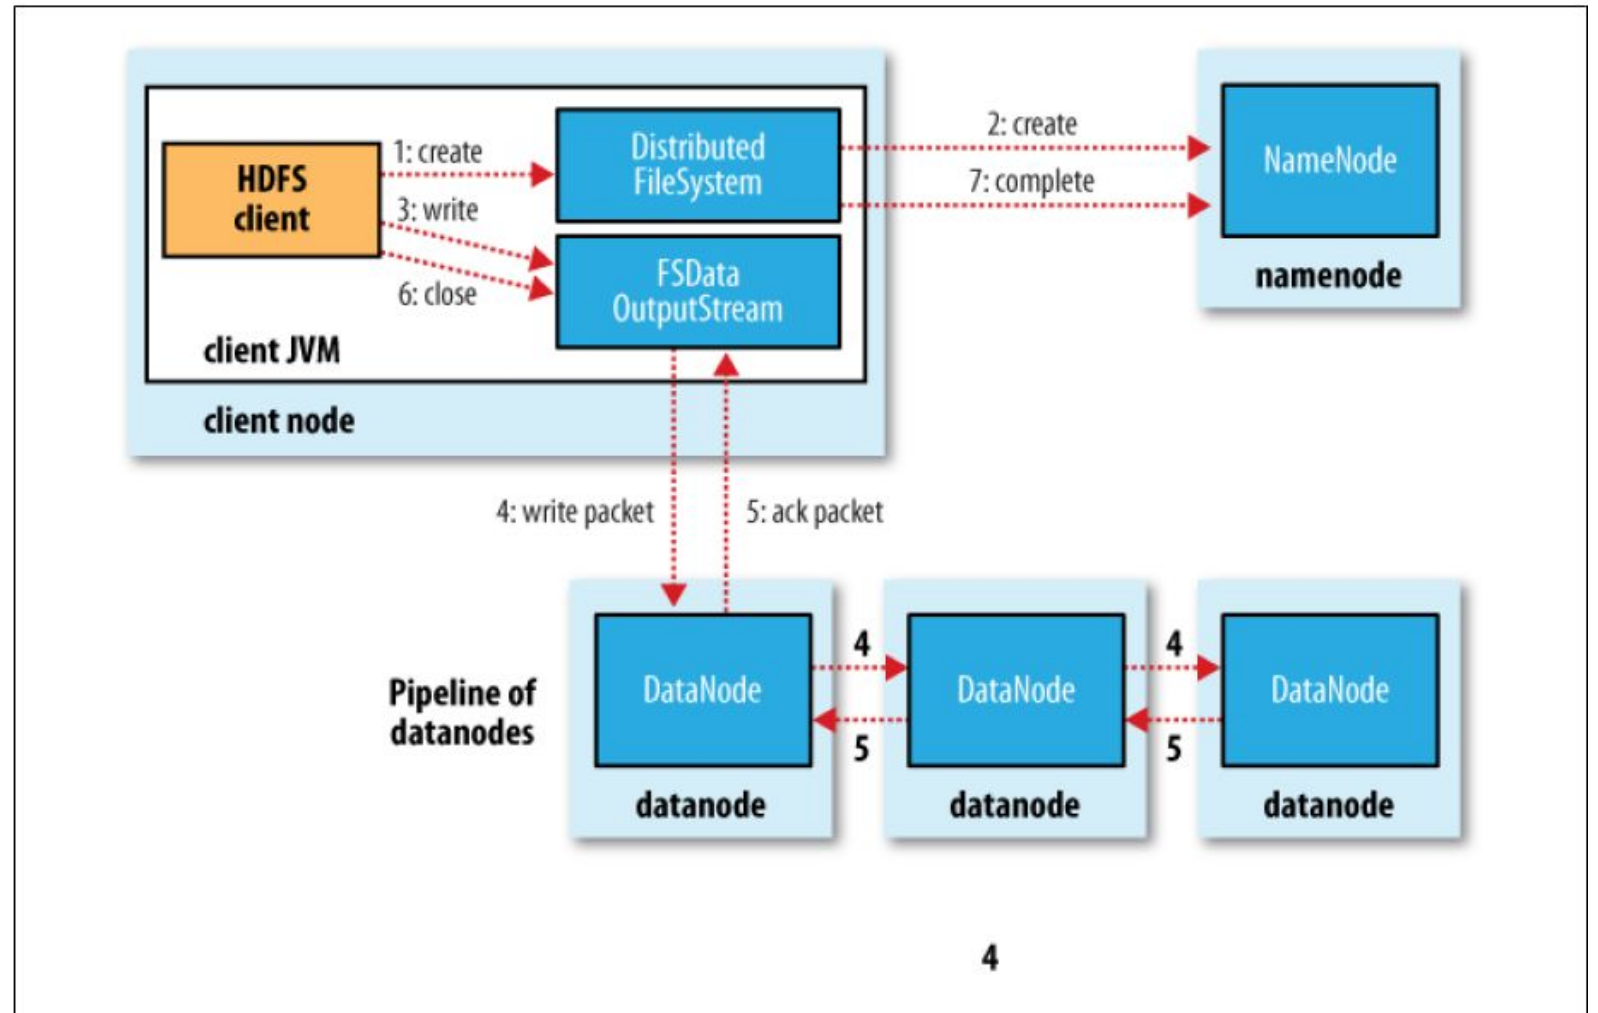 HDFS
client
1: create
3: write
6: close
Distributed
FileSystem
FSData
OutputStream
client JVM
client node
2: create
7: complete
NameNode
namenode
4: write packet
5: ack packet
Pipeline of
datanodes
DataNode
datanode
4
5
DataNode
datanode
4
5
DataNode
datanode
4